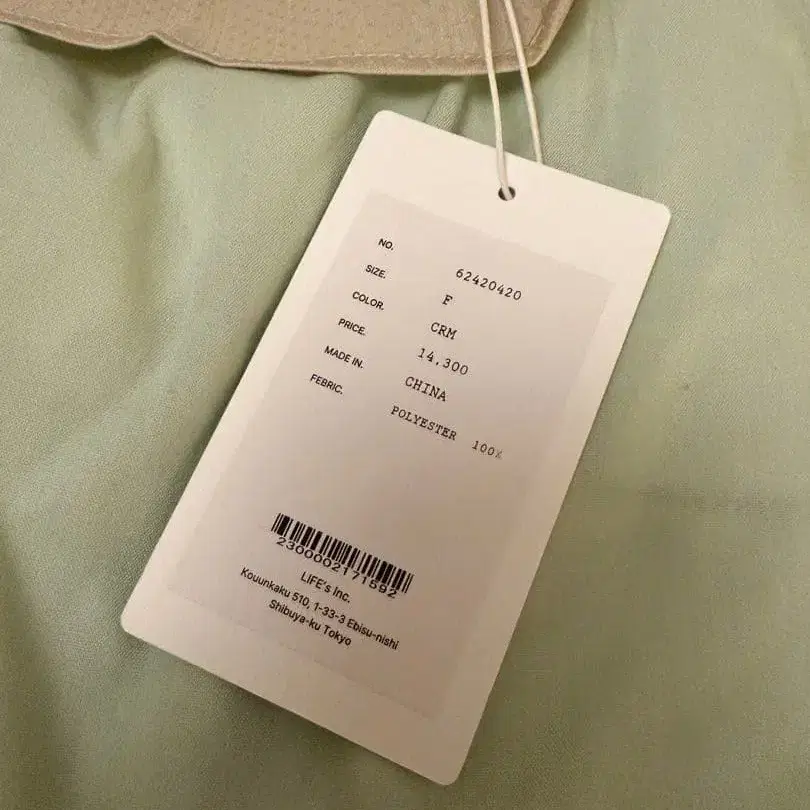 NO. 62420420
SIZE. F
COLOR. CRM
PRICE. 14,300
MADE IN. CHINA
FEBRIC. POLYESTER 100%
2300002171592
LIFE's Inc.
Kouunkaku 510, 1-33-3 Ebisu-nishi
Shibuya-ku Tokyo